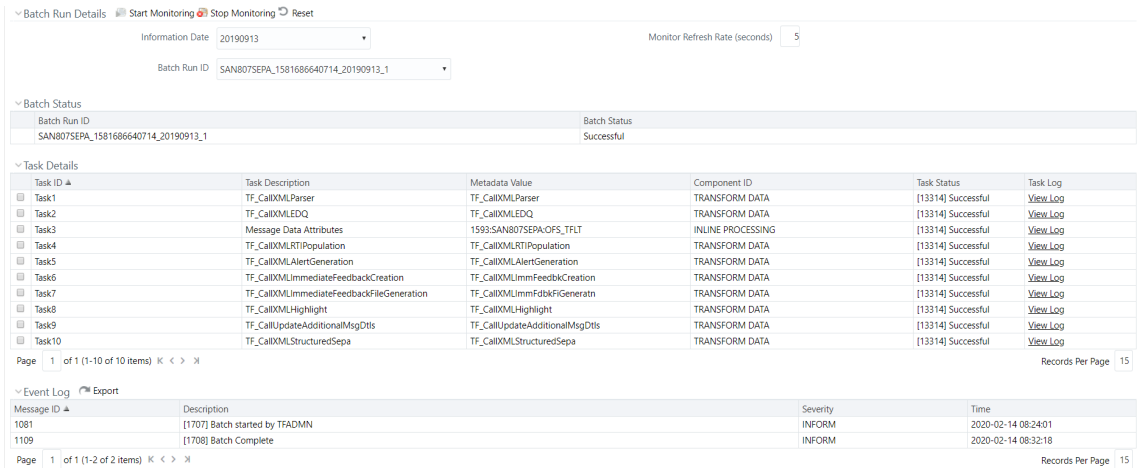 Batch Run Details Start Monitoring Stop Monitoring Reset
Information Date 20190913 Monitor Refresh Rate (seconds) 5
Batch Run ID SAN807SEPA_1581686640714_20190913_1
Batch Status
Batch Run ID Batch Status
SAN807SEPA_1581686640714_20190913_1 Successful
Task Details
Task ID Task Description Metadata Value Component ID Task Status Task Log
Task1 TF_CallXMLParser TF_CallXMLParser TRANSFORM DATA [13314] Successful View Log
Task2 TF_CallXMLEDQ TF_CallXMLEDQ TRANSFORM DATA [13314] Successful View Log
Task3 Message Data Attributes 1593:SAN807SEPA:OFS_TFLT INLINE PROCESSING [13314] Successful View Log
Task4 TF_CallXMLRTIPopulation TF_CallXMLRTIPopulation TRANSFORM DATA [13314] Successful View Log
Task5 TF_CallXMLAlertGeneration TF_CallXMLAlertGeneration TRANSFORM DATA [13314] Successful View Log
Task6 TF_CallXMLImmediateFeedbackCreation TF_CallXMLImmFeedbkCreation TRANSFORM DATA [13314] Successful View Log
Task7 TF_CallXMLImmediateFeedbackFileGeneration TF_CallXMLImmFdbkFiGeneratn TRANSFORM DATA [13314] Successful View Log
Task8 TF_CallXMLHighlight TF_CallXMLHighlight TRANSFORM DATA [13314] Successful View Log
Task9 TF_CallUpdateAdditionalMsgDtls TF_CallUpdateAdditionalMsgDtls TRANSFORM DATA [13314] Successful View Log
Task10 TF_CallXMLStructuredSepa TF_CallXMLStructuredSepa TRANSFORM DATA [13314] Successful View Log
Page 1 of 1 (1-10 of 10 items) Records Per Page 15
Event Log Export
Message ID Description Severity Time
1081 [1707] Batch started by TFADMN INFORM 2020-02-14 08:24:01
1109 [1708] Batch Complete INFORM 2020-02-14 08:32:18
Page 1 of 1 (1-2 of 2 items) Records Per Page 15